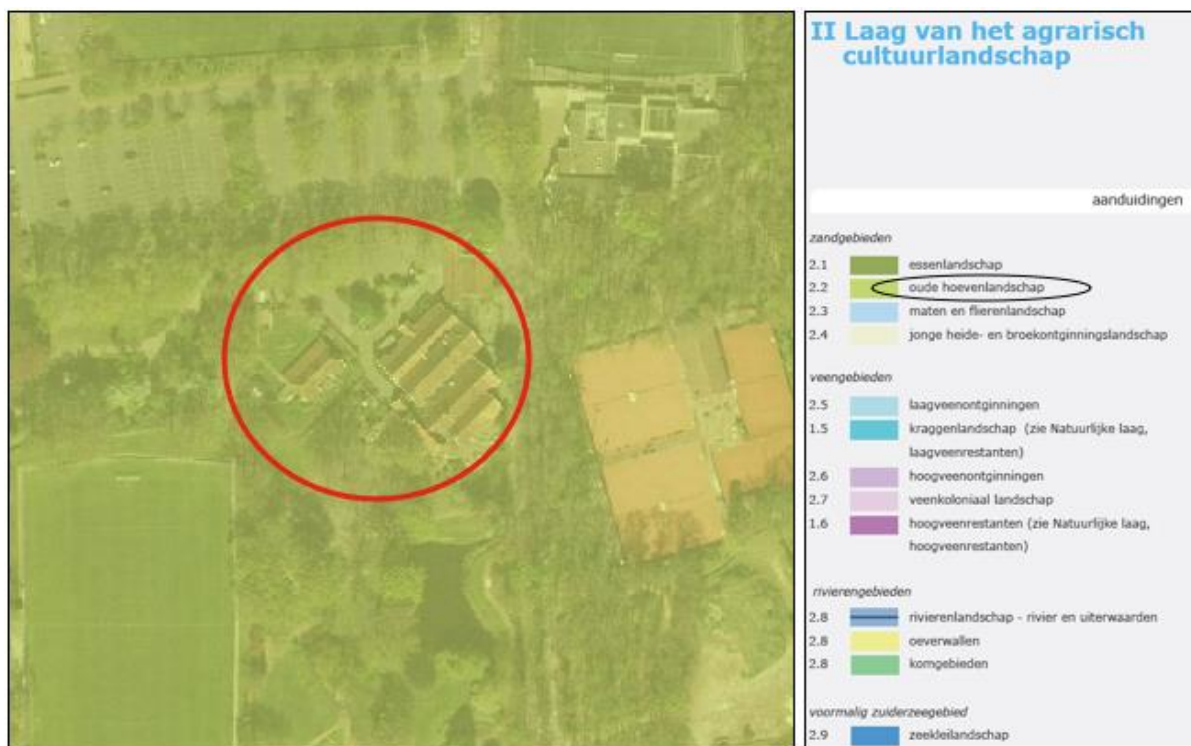 II Laag van het agrarisch
cultuurlandschap
aanduidingen
zandgebieden
2.1 essenlandschap
2.2 oude hoevenlandschap
2.3 maten en flierenlandschap
2.4 jonge heide- en broekontginningslandschap
veengebieden
2.5 laagveenontginningen
1.5 kraggenlandschap (zie Natuurlijke laag,
laagveenrestanten)
2.6 hoogveenontginningen
2.7 veenkoloniaal landschap
1.6 hoogveenrestanten (zie Natuurlijke laag,
hoogveenrestanten)
rivierengebieden
2.8 rivierenlandschap - rivier en uiterwaarden
2.8 oeverwallen
2.8 komgebieden
voormalig zuiderzeegebied
2.9 zeekleilandschap